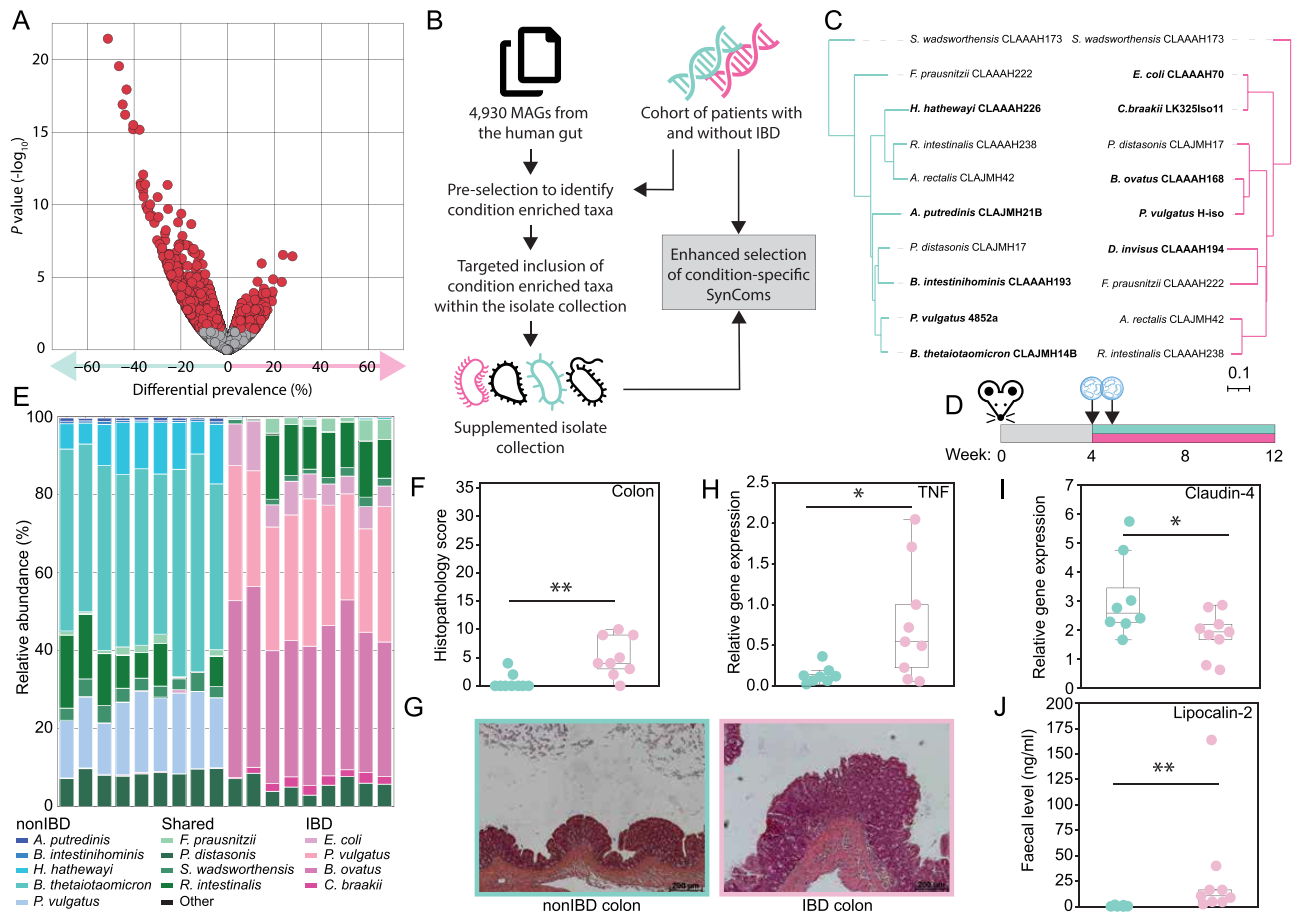 A
20
15
10
5
0
P value (-log10)
−60
−40
−20
0
20
40
60
Differential prevalence (%)
B
4,930 MAGs from
the human gut
Cohort of patients with
and without IBD
Pre-selection to identify
condition enriched taxa
Targeted inclusion of
condition enriched taxa
within the isolate collection
Enhanced selection
of condition-specific
SynComs
Supplemented isolate
collection
C
S. wadsworthensis CLAAAH173
F. prausnitzii CLAAAH222
H. hathewayi CLAAAH226
R. intestinalis CLAAAH238
A. rectalis CLAJMH42
A. putredinis CLAJMH21B
P. distasonis CLAJMH17
B. intestinihominis CLAAAH193
P. vulgatus 4852a
B. thetaiotaomicron CLAJMH14B
S. wadsworthensis CLAAAH173
E. coli CLAAAH70
C.braakii LK325Iso11
P. distasonis CLAJMH17
B. ovatus CLAAAH168
P. vulgatus H-iso
D. invisus CLAAAH194
F. prausnitzii CLAAAH222
A. rectalis CLAJMH42
R. intestinalis CLAAAH238
0.1
D
Week: 0
4
12
E
100
80
60
40
20
0
Relative abundance (%)
nonIBD
A. putredinis
B. intestinihominis
H. hathewayi
B. thetaiotaomicron
P. vulgatus
Shared
F. prausnitzii
P. distasonis
S. wadsworthensis
R. intestinalis
Other
IBD
E. coli
P. vulgatus
B. ovatus
C. braakii
F
Colon
35
30
25
20
15
10
5
0
Histopathology score
**
G
200 µm
nonIBD colon
200 µm
IBD colon
H
TNF
2.5
2.0
1.5
1.0
0.5
0.0
Relative gene expression
*
I
Claudin-4
7
6
5
4
3
2
1
0
Relative gene expression
*
J
Lipocalin-2
200
175
150
125
100
75
50
25
0
Faecal level (ng/ml)
**